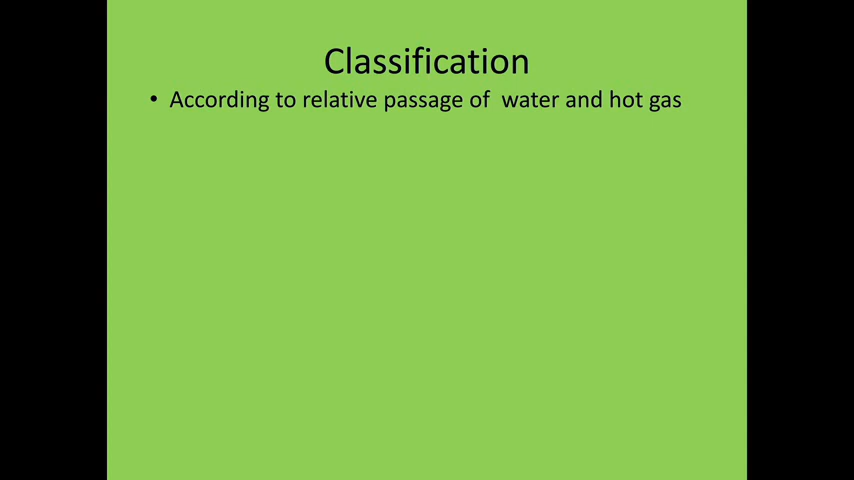 Classification
• According to relative passage of  water and hot gas